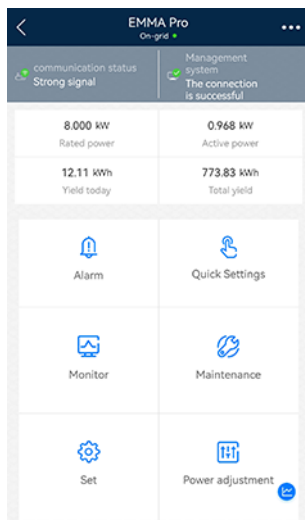 EMMA Pro
On-grid
communication status
Strong signal
Management
system
The connection
is successful
8.000 kW
Rated power
0.968 kW
Active power
12.11 kWh
Yield today
773.83 kWh
Total yield
Alarm
Quick Settings
Monitor
Maintenance
Set
Power adjustment